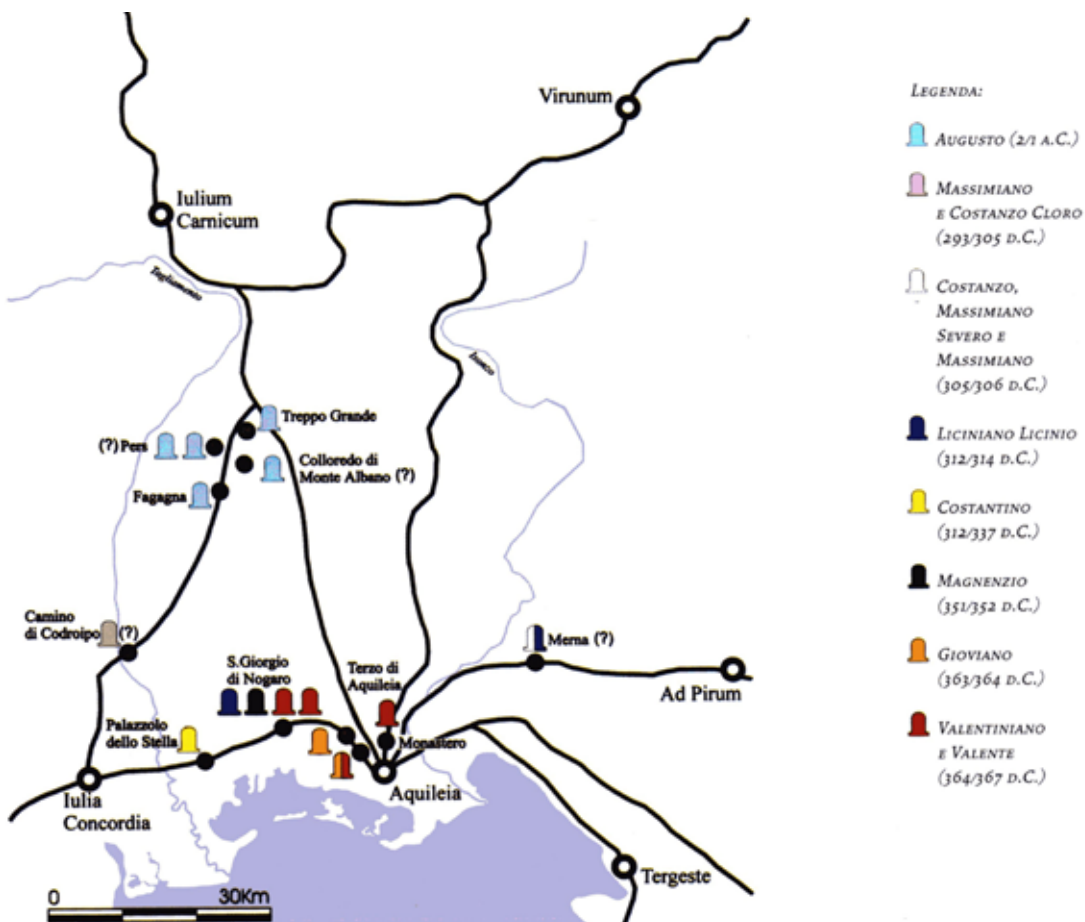 Virunum
Iulium
Carnicum
Tagliamento
Isonzo
Treppo Grande
(?) Pers
Colloredo di
Monte Albano (?)
Fagagna
Camino
di Codroipo (?)
S.Giorgio
di Nogaro
Terzo di
Aquileia
Merna (?)
Ad Pirum
Palazzolo
dello Stella
Monastero
Iulia
Concordia
Aquileia
Tergeste
0 30Km
LEGENDA:
AUGUSTO (2/1 A.C.)
MASSIMIANO
E COSTANZO CLORO
(293/305 D.C.)
COSTANZO,
MASSIMIANO
SEVERO E
MASSIMIANO
(305/306 D.C.)
LICINIANO LICINIO
(312/314 D.C.)
COSTANTINO
(312/337 D.C.)
MAGNENZIO
(351/352 D.C.)
GIOVIANO
(363/364 D.C.)
VALENTINIANO
E VALENTE
(364/367 D.C.)